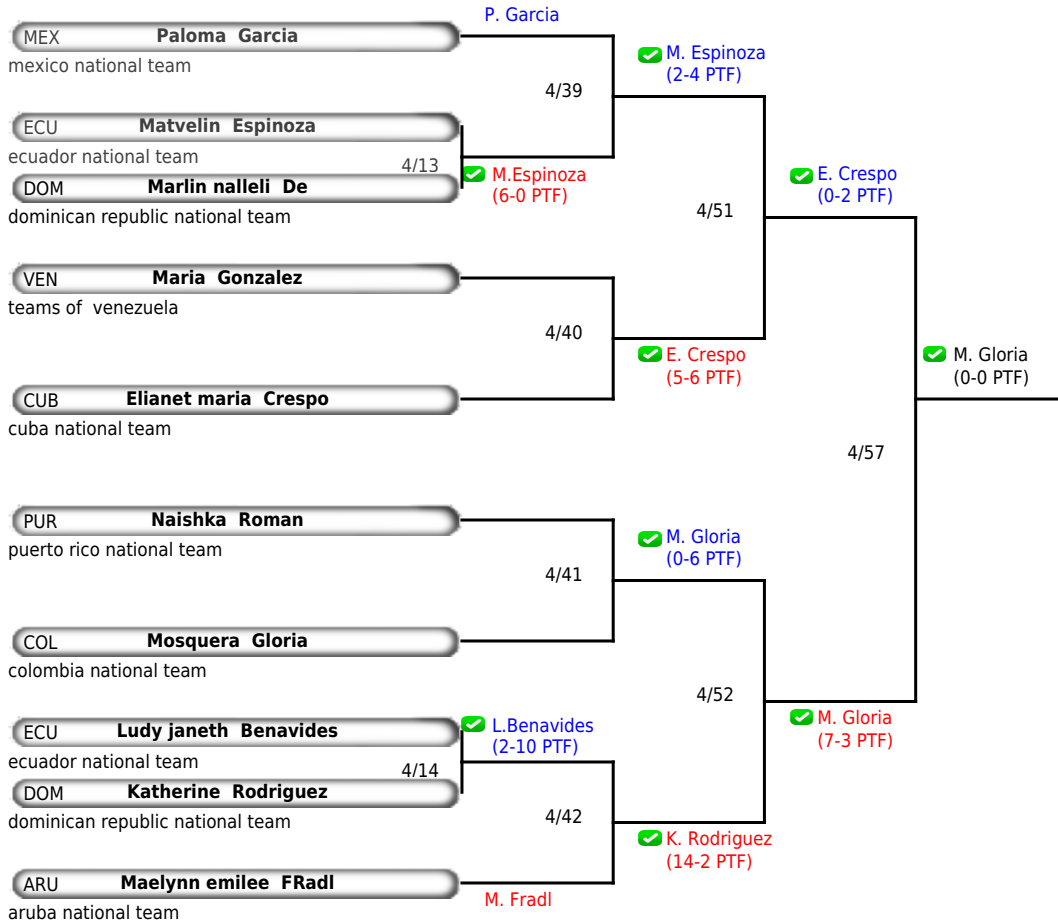 P. Garcia
MEX Paloma Garcia
mexico national team
4/39
M. Espinoza
(2-4 PTF)
ECU Matvelin Espinoza
ecuador national team
4/13
DOM Marlin nalleli De
dominican republic national team
M.Espinoza
(6-0 PTF)
4/51
E. Crespo
(0-2 PTF)
VEN Maria Gonzalez
teams of venezuela
4/40
E. Crespo
(5-6 PTF)
CUB Elianet maria Crespo
cuba national team
M. Gloria
(0-0 PTF)
4/57
PUR Naishka Roman
puerto rico national team
4/41
M. Gloria
(0-6 PTF)
COL Mosquera Gloria
colombia national team
4/52
M. Gloria
(7-3 PTF)
ECU Ludy janeth Benavides
ecuador national team
4/14
L.Benavides
(2-10 PTF)
DOM Katherine Rodriguez
dominican republic national team
4/42
K. Rodriguez
(14-2 PTF)
ARU Maelynn emilee FRadl
aruba national team
M. Fradl